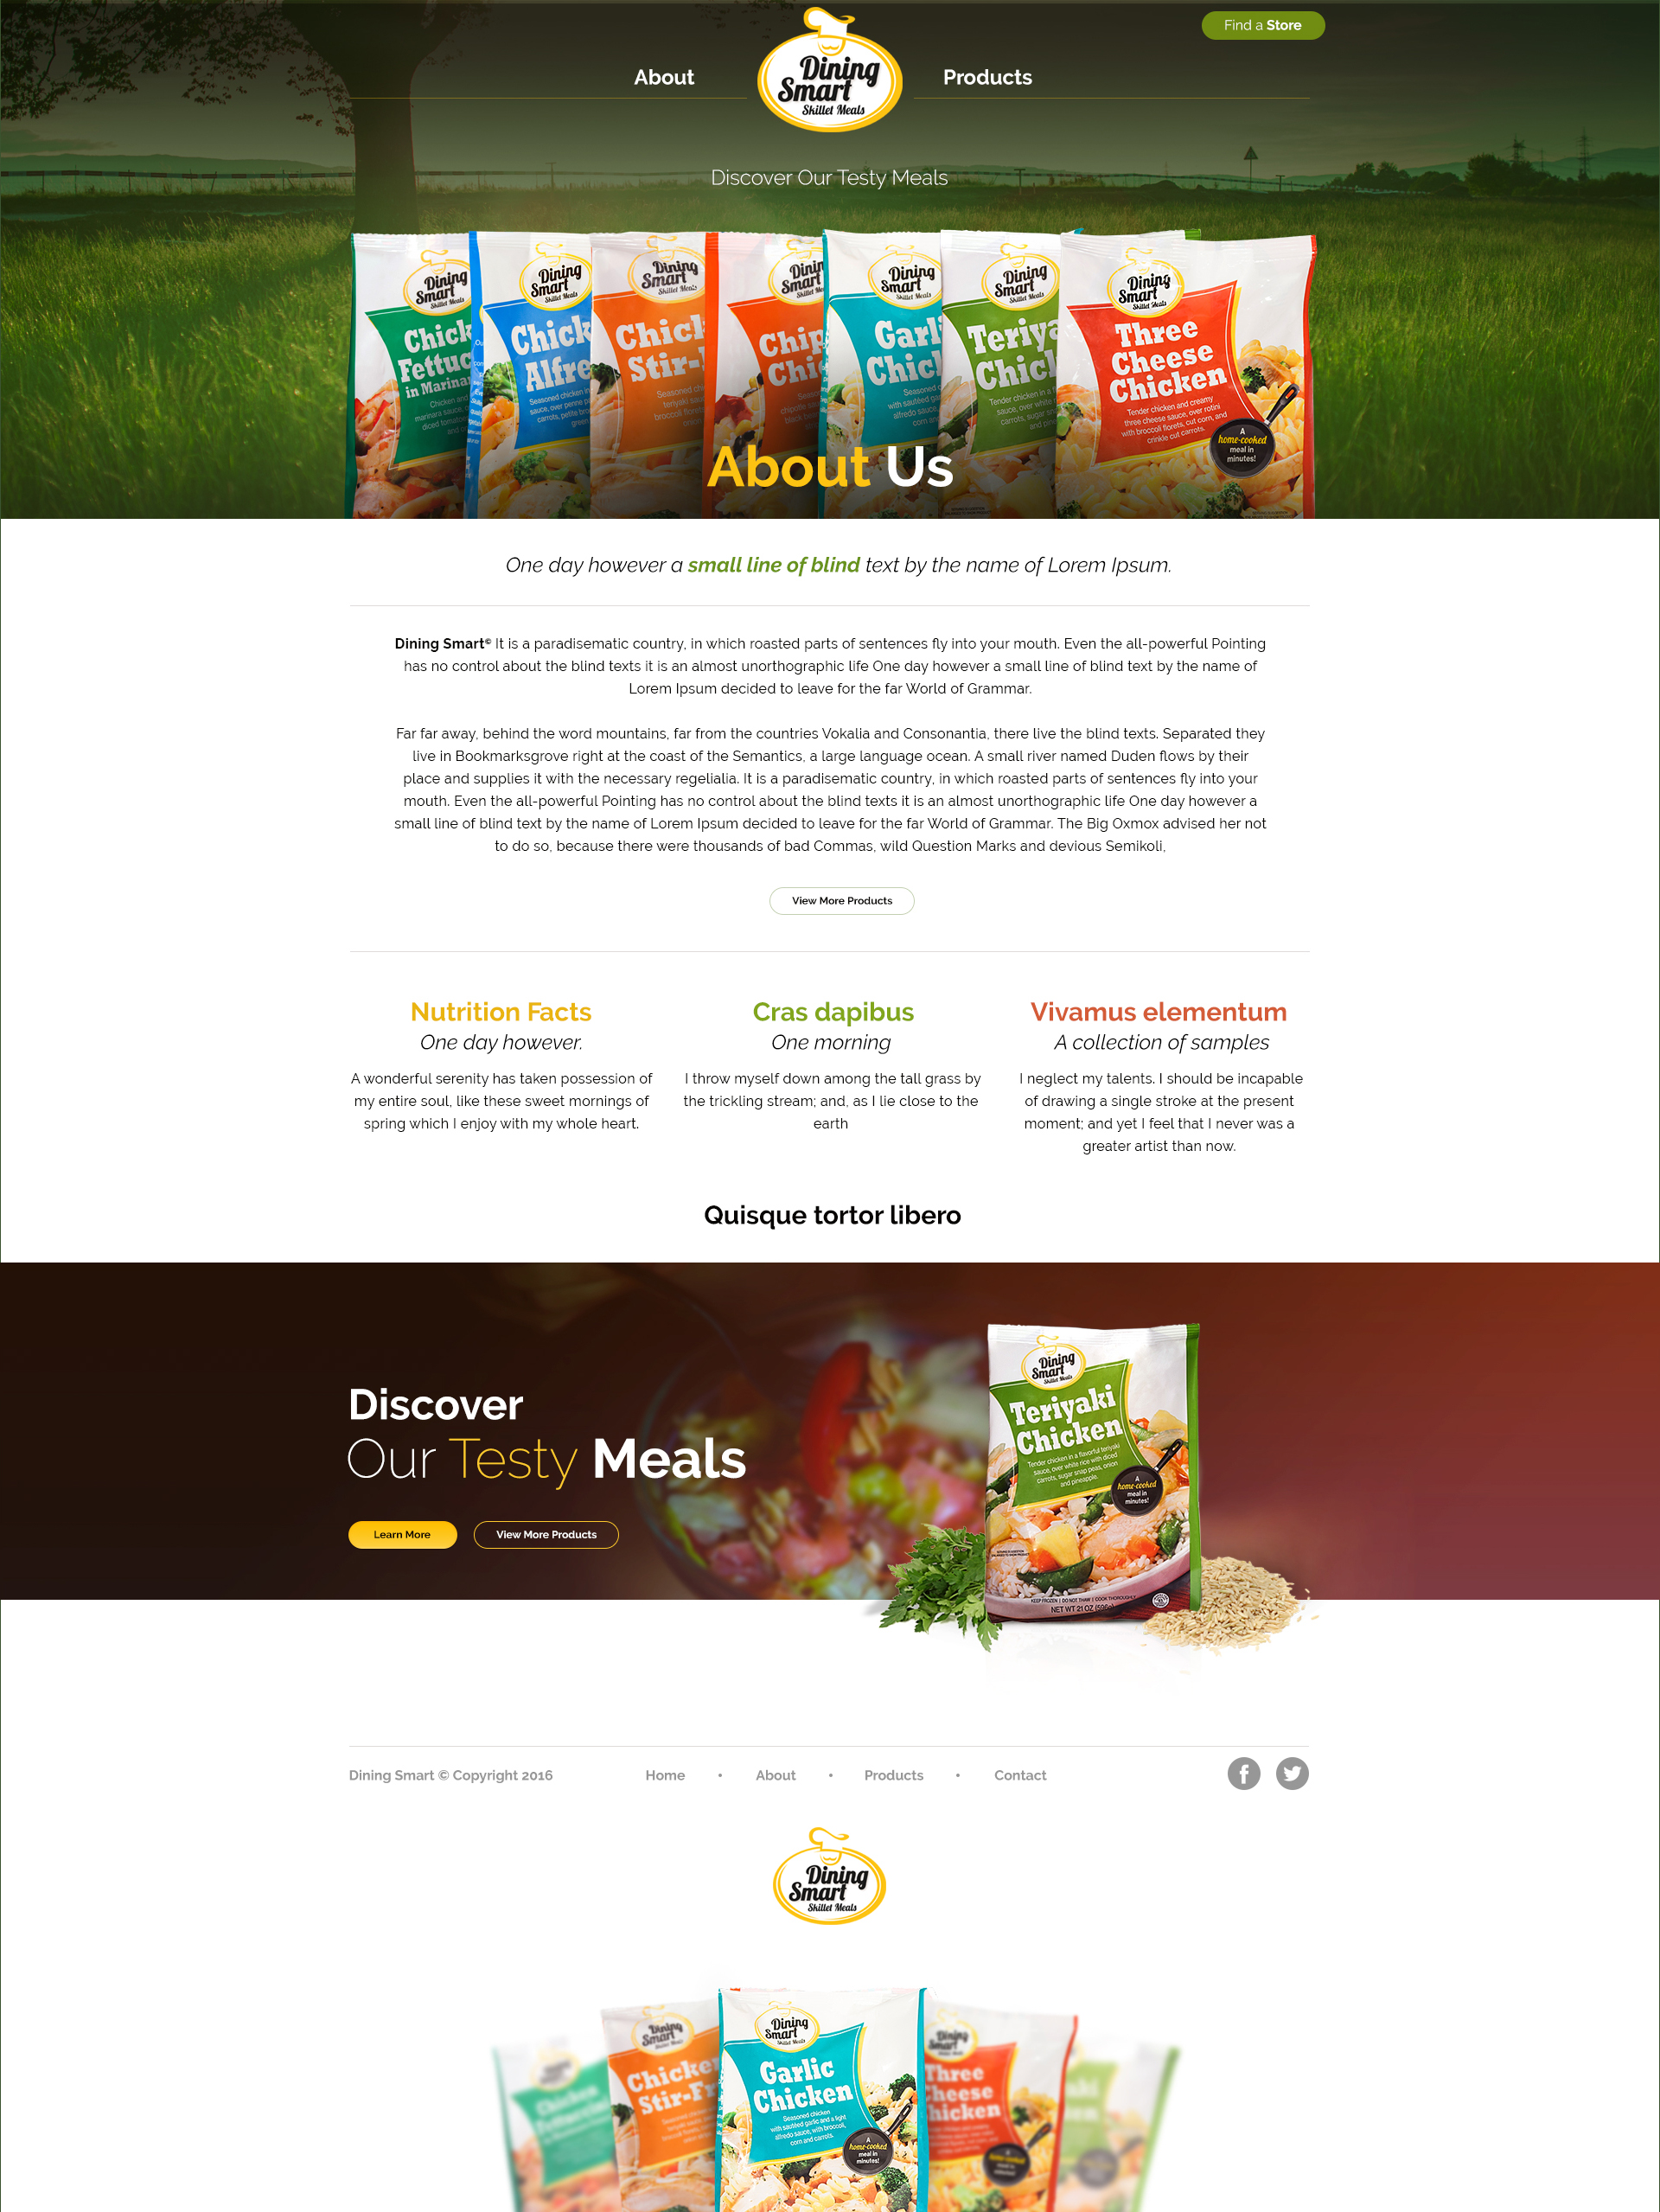 Find a Store
About
Dining
Smart
Skillet Meals
Products
Discover Our Testy Meals
Dining
Smart
Skillet Meals
Chick
Fettuc
in Marina
Dining
Smart
Skillet Meals
Chick
Alfre
Dining
Smart
Skillet Meals
Chick
Stir-
Dining
Smart
Chip
Chi
Dining
Smart
Skillet Meals
Garl
Chic
Dining
Smart
Skillet Meals
Teriya
Chic
Dining
Smart
Skillet Meals
Three
Cheese
Chicken
Tender chicken and creamy
three cheese sauce, over rotini
with broccoli florets, cut corn, and
crinkle cut carrots.
A
home-cooked
meal in
minutes!
About Us
One day however a small line of blind text by the name of Lorem Ipsum.
Dining Smart© It is a paradisematic country, in which roasted parts of sentences fly into your mouth. Even the all-powerful Pointing
has no control about the blind texts it is an almost unorthographic life One day however a small line of blind text by the name of
Lorem Ipsum decided to leave for the far World of Grammar.
Far far away, behind the word mountains, far from the countries Vokalia and Consonantia, there live the blind texts. Separated they
live in Bookmarksgrove right at the coast of the Semantics, a large language ocean. A small river named Duden flows by their
place and supplies it with the necessary regelialia. It is a paradisematic country, in which roasted parts of sentences fly into your
mouth. Even the all-powerful Pointing has no control about the blind texts it is an almost unorthographic life One day however a
small line of blind text by the name of Lorem Ipsum decided to leave for the far World of Grammar. The Big Oxmox advised her not
to do so, because there were thousands of bad Commas, wild Question Marks and devious Semikoli,
View More Products
Nutrition Facts
One day however.
A wonderful serenity has taken possession of
my entire soul, like these sweet mornings of
spring which I enjoy with my whole heart.
Cras dapibus
One morning
I throw myself down among the tall grass by
the trickling stream; and, as I lie close to the
earth
Vivamus elementum
A collection of samples
I neglect my talents. I should be incapable
of drawing a single stroke at the present
moment; and yet I feel that I never was a
greater artist than now.
Quisque tortor libero
Discover
Our Testy Meals
Learn More
View More Products
Dining
Smart
Skillet Meals
Teriyaki
Chicken
Tender chicken in a flavorful teriyaki
sauce, over white rice with diced
carrots, sugar snap peas, onion
and pineapple.
A
home-cooked
meal in
minutes!
KEEP FROZEN | DO NOT THAW | COOK THOROUGHLY
NET WT 21 OZ (595g)
Dining Smart © Copyright 2016
Home • About • Products • Contact
Dining
Smart
Skillet Meals
Dining
Smart
Skillet Meals
Chicken
Stir-Fr
Dining
Smart
Skillet Meals
Garlic
Chicken
Seasoned chicken
with sautéed garlic and a light
alfredo sauce, with broccoli,
corn and carrots.
A
home-cooked
meal in
minutes!
Dining
Smart
Three
Cheese
Chicken